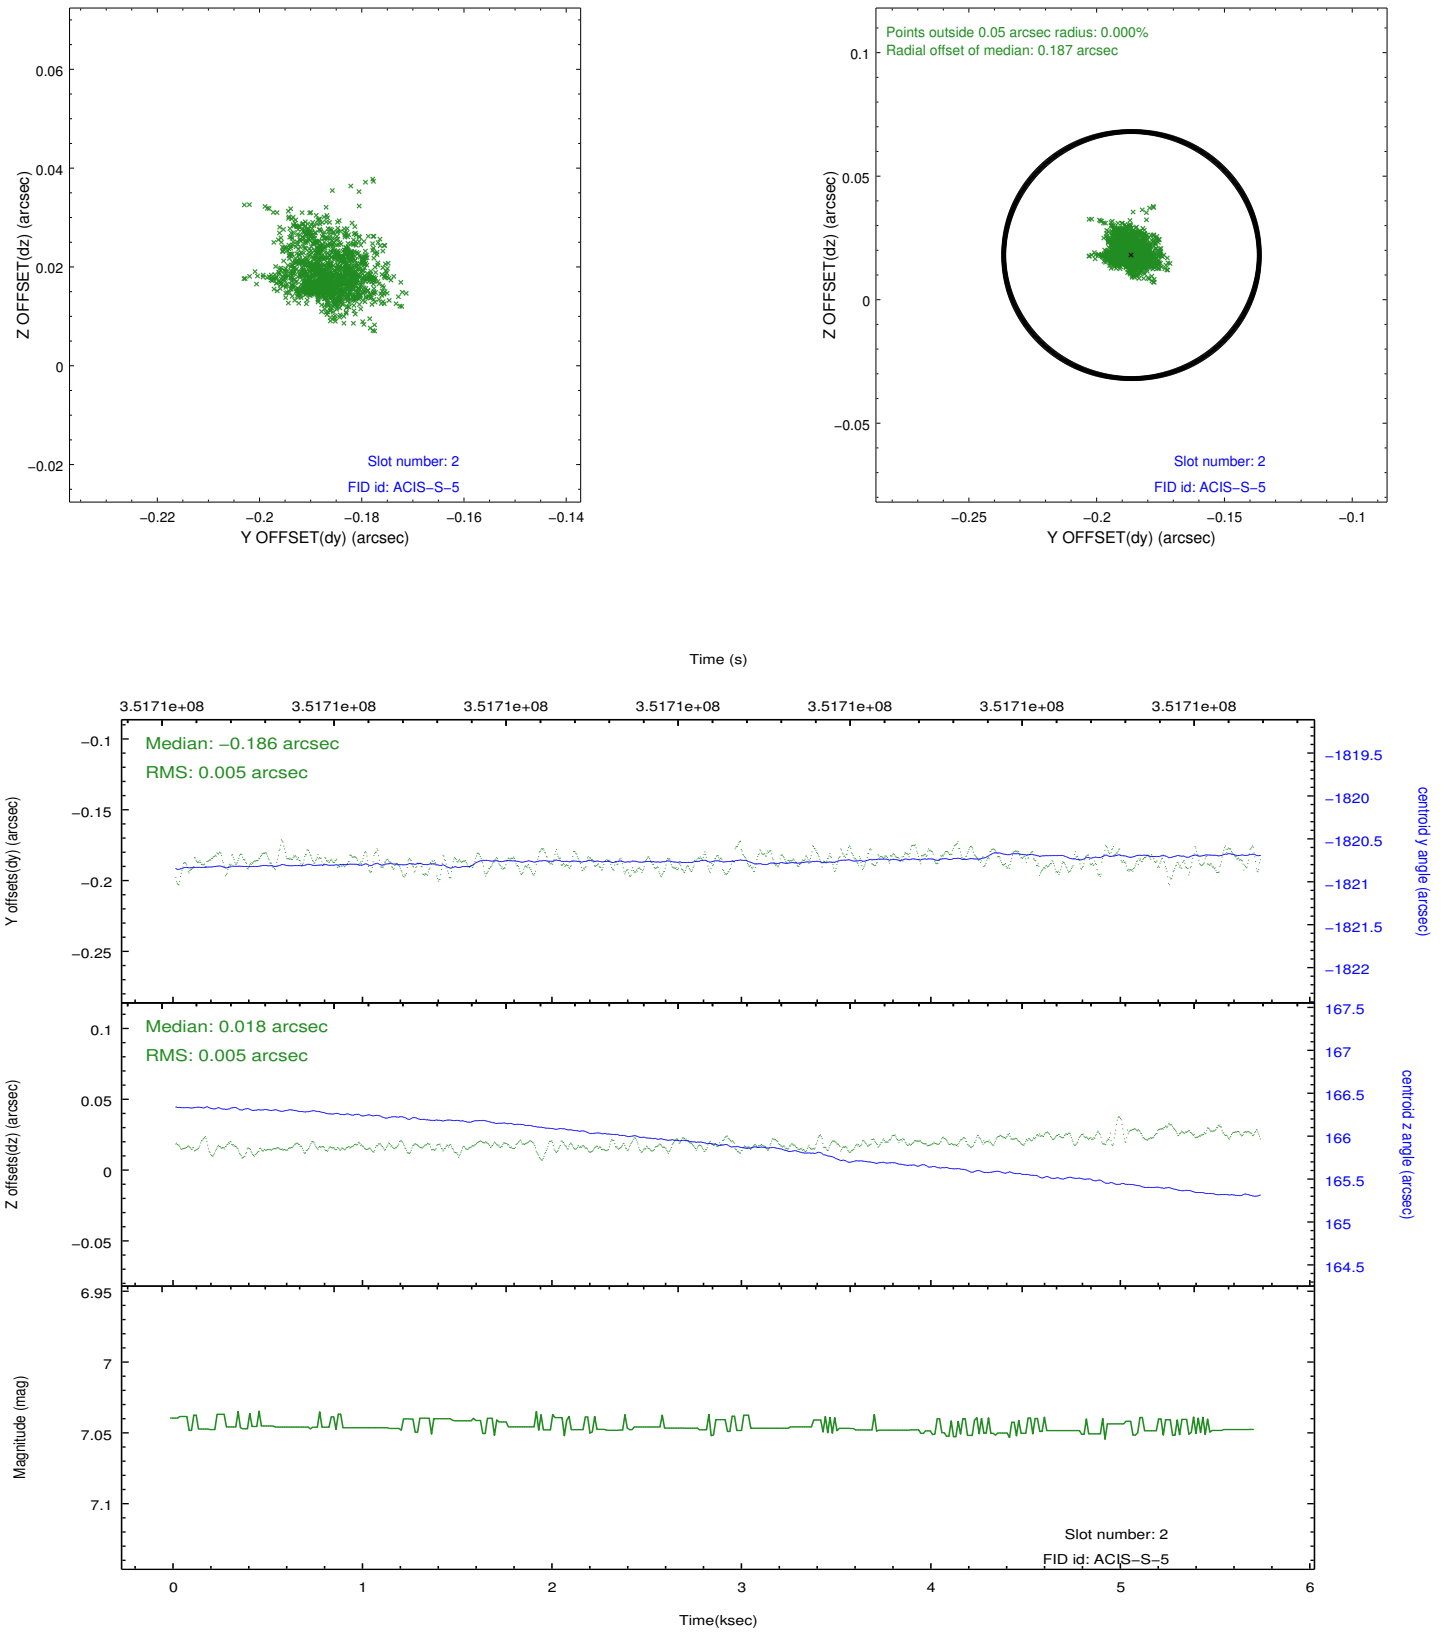 0.06
0.04
0.02
0
−0.02
Z OFFSET(dz) (arcsec)
Slot number: 2
FID id: ACIS−S−5
−0.22 −0.2 −0.18 −0.16 −0.14
Y OFFSET(dy) (arcsec)
Points outside 0.05 arcsec radius: 0.000%
Radial offset of median: 0.187 arcsec
0.1
0.05
0
−0.05
Z OFFSET(dz) (arcsec)
Slot number: 2
FID id: ACIS−S−5
−0.25 −0.2 −0.15 −0.1
Y OFFSET(dy) (arcsec)
Time (s)
3.5171e+08 3.5171e+08 3.5171e+08 3.5171e+08 3.5171e+08 3.5171e+08 3.5171e+08
Median: −0.186 arcsec
RMS: 0.005 arcsec
−0.1
−0.15
−0.2
−0.25
Y offsets(dy) (arcsec)
−1819.5
−1820
−1820.5
−1821
−1821.5
−1822
centroid y angle (arcsec)
Median: 0.018 arcsec
RMS: 0.005 arcsec
0.1
0.05
0
−0.05
Z offsets(dz) (arcsec)
167.5
167
166.5
166
165.5
165
164.5
centroid z angle (arcsec)
6.95
7
7.05
7.1
Magnitude (mag)
Slot number: 2
FID id: ACIS−S−5
0 1 2 3 4 5 6
Time(ksec)